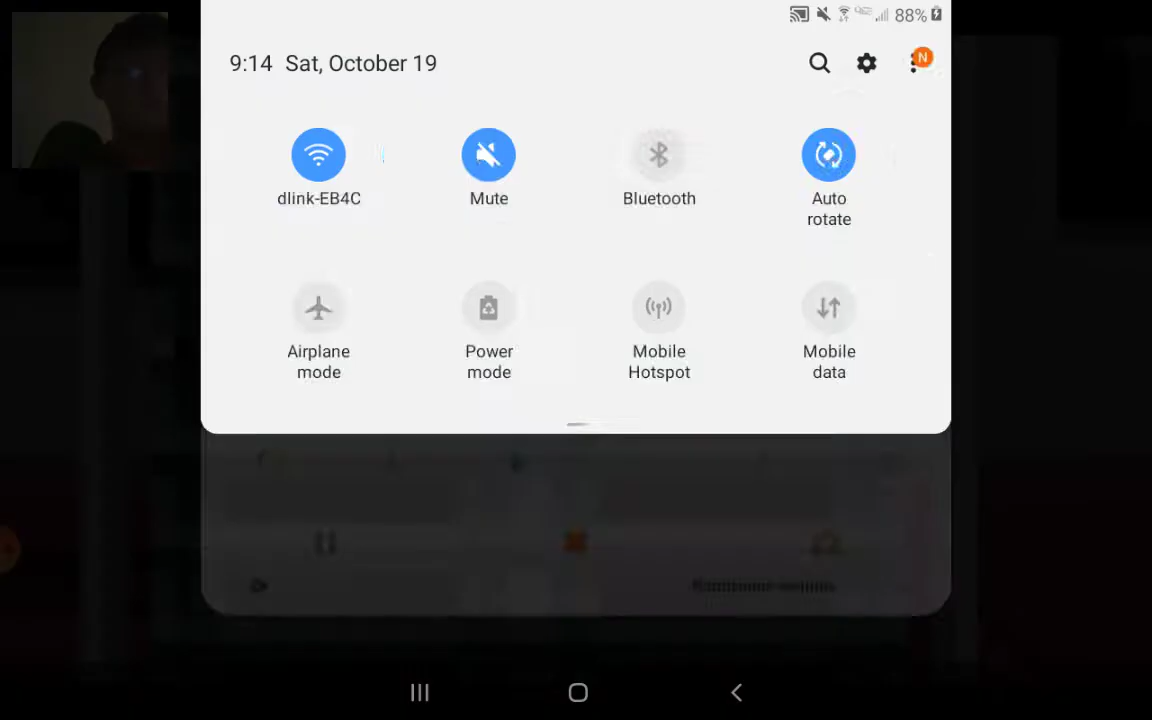 88%
9:14 Sat, October 19
N
dlink-EB4C
Mute
Bluetooth
Auto
rotate
Airplane
mode
Power
mode
Mobile
Hotspot
Mobile
data